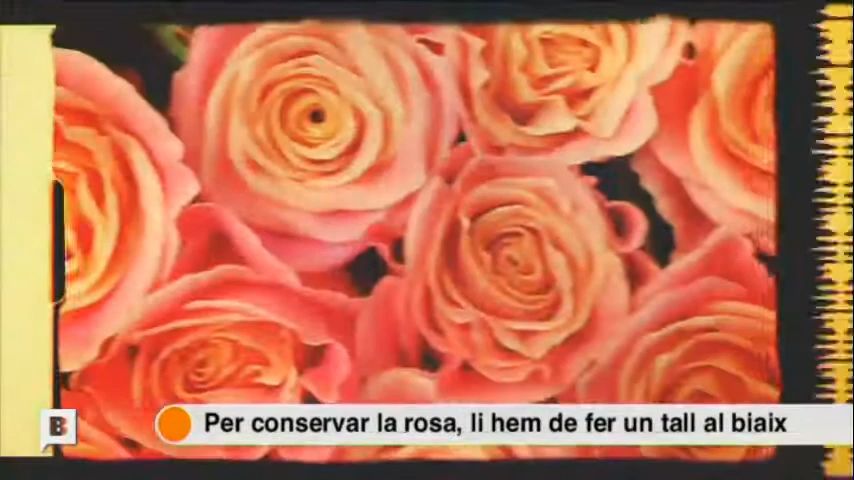 B
Per conservar la rosa, li hem de fer un tall al biaix